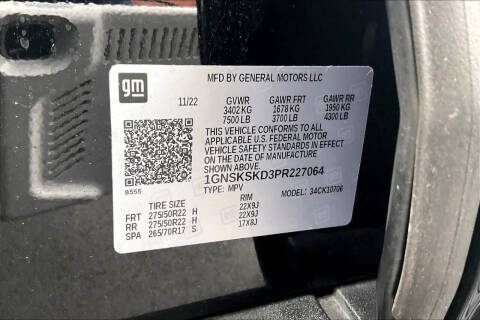 gm
MFD BY GENERAL MOTORS LLC
11/22 GVWR GAWR FRT GAWR RR
3402 KG 1678 KG 1950 KG
7500 LB 3700 LB 4300 LB
THIS VEHICLE CONFORMS TO ALL
APPLICABLE U.S. FEDERAL MOTOR
VEHICLE SAFETY STANDARDS IN EFFECT
ON THE DATE OF MANUFACTURE
SHOWN ABOVE.
1GNSKSKD3PR227064
TYPE: MPV MODEL: 34CK10706
B555
TIRE SIZE RIM
FRT 275/50R22 H 22X9J
RR 275/50R22 H 22X9J
SPA 265/70R17 S 17X8J